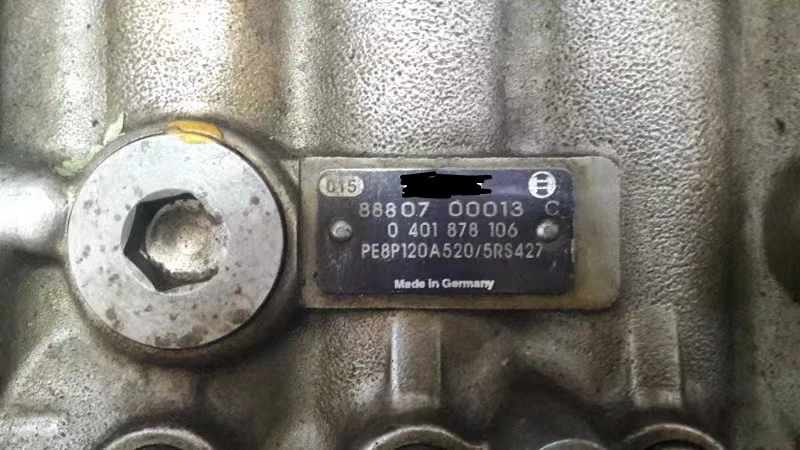 015
88807 00013 C
0 401 878 106
PE8P120A520/5RS427
Made in Germany